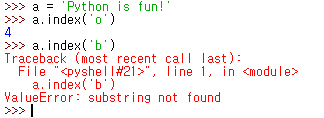 >>> a = 'Python is fun!'
>>> a.index('o')
4
>>> a.index('b')
Traceback (most recent call last):
  File "<pyshell#21>", line 1, in <module>
    a.index('b')
ValueError: substring not found
>>>